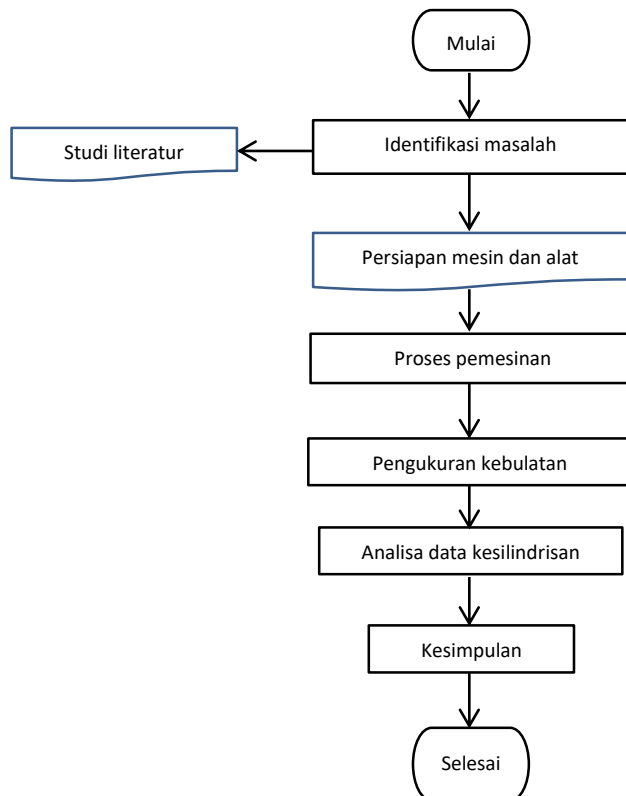 Mulai
Identifikasi masalah
Studi literatur
Persiapan mesin dan alat
Proses pemesinan
Pengukuran kebulatan
Analisa data kesilindrisan
Kesimpulan
Selesai